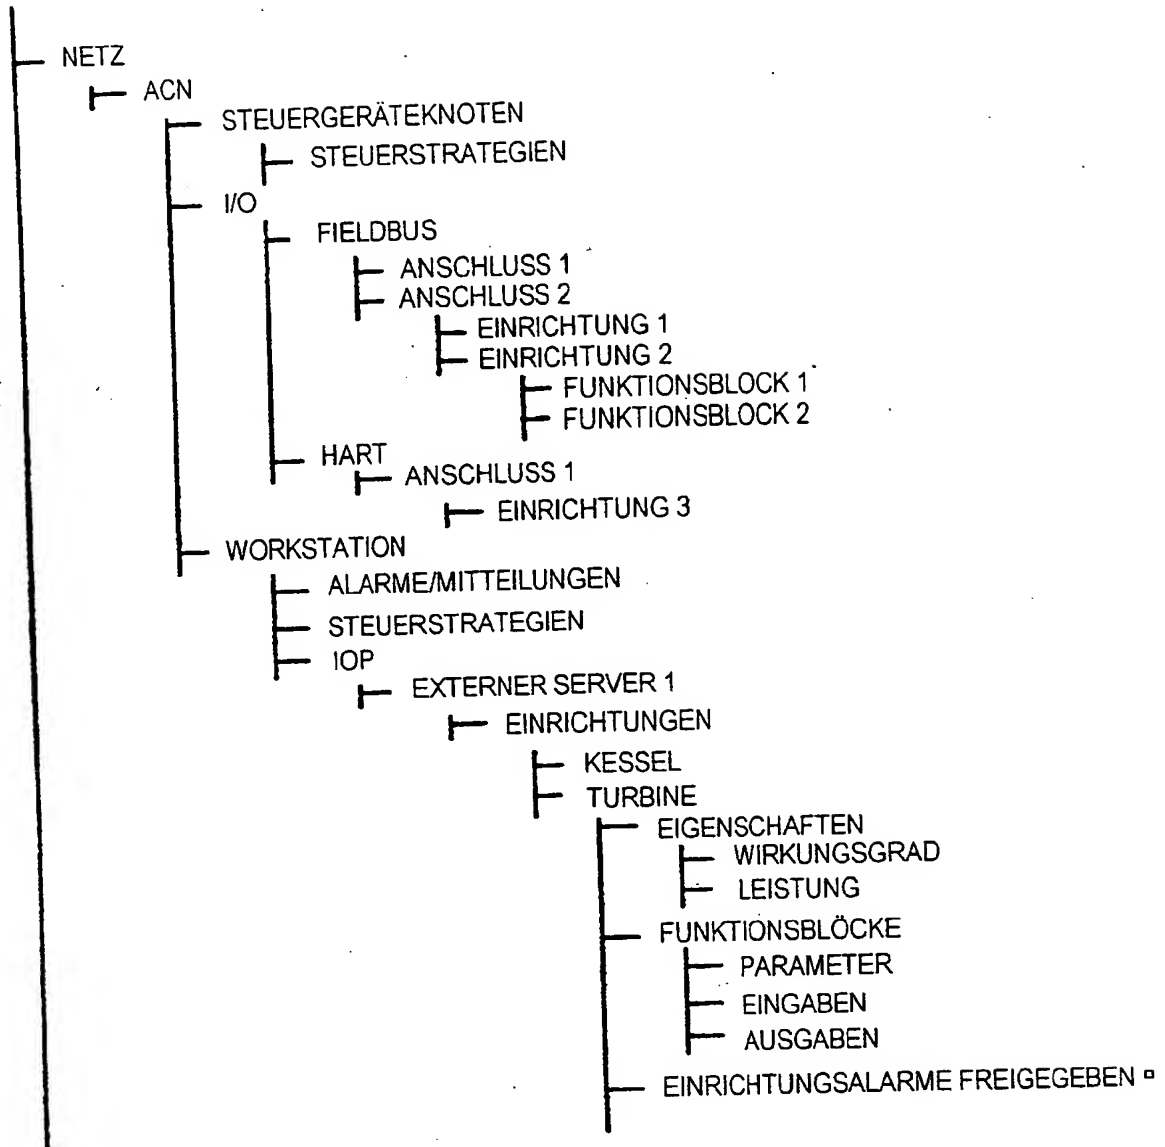 NETZ
ACN
STEUERGERÄTEKNOTEN
STEUERSTRATEGIEN
I/O
FIELDBUS
ANSCHLUSS 1
ANSCHLUSS 2
EINRICHTUNG 1
EINRICHTUNG 2
FUNKTIONSBLOCK 1
FUNKTIONSBLOCK 2
HART
ANSCHLUSS 1
EINRICHTUNG 3
WORKSTATION
ALARME/MITTEILUNGEN
STEUERSTRATEGIEN
IOP
EXTERNER SERVER 1
EINRICHTUNGEN
KESSEL
TURBINE
EIGENSCHAFTEN
WIRKUNGSGRAD
LEISTUNG
FUNKTIONSBLÖCKE
PARAMETER
EINGABEN
AUSGABEN
EINRICHTUNGSALARME FREIGEGEBEN